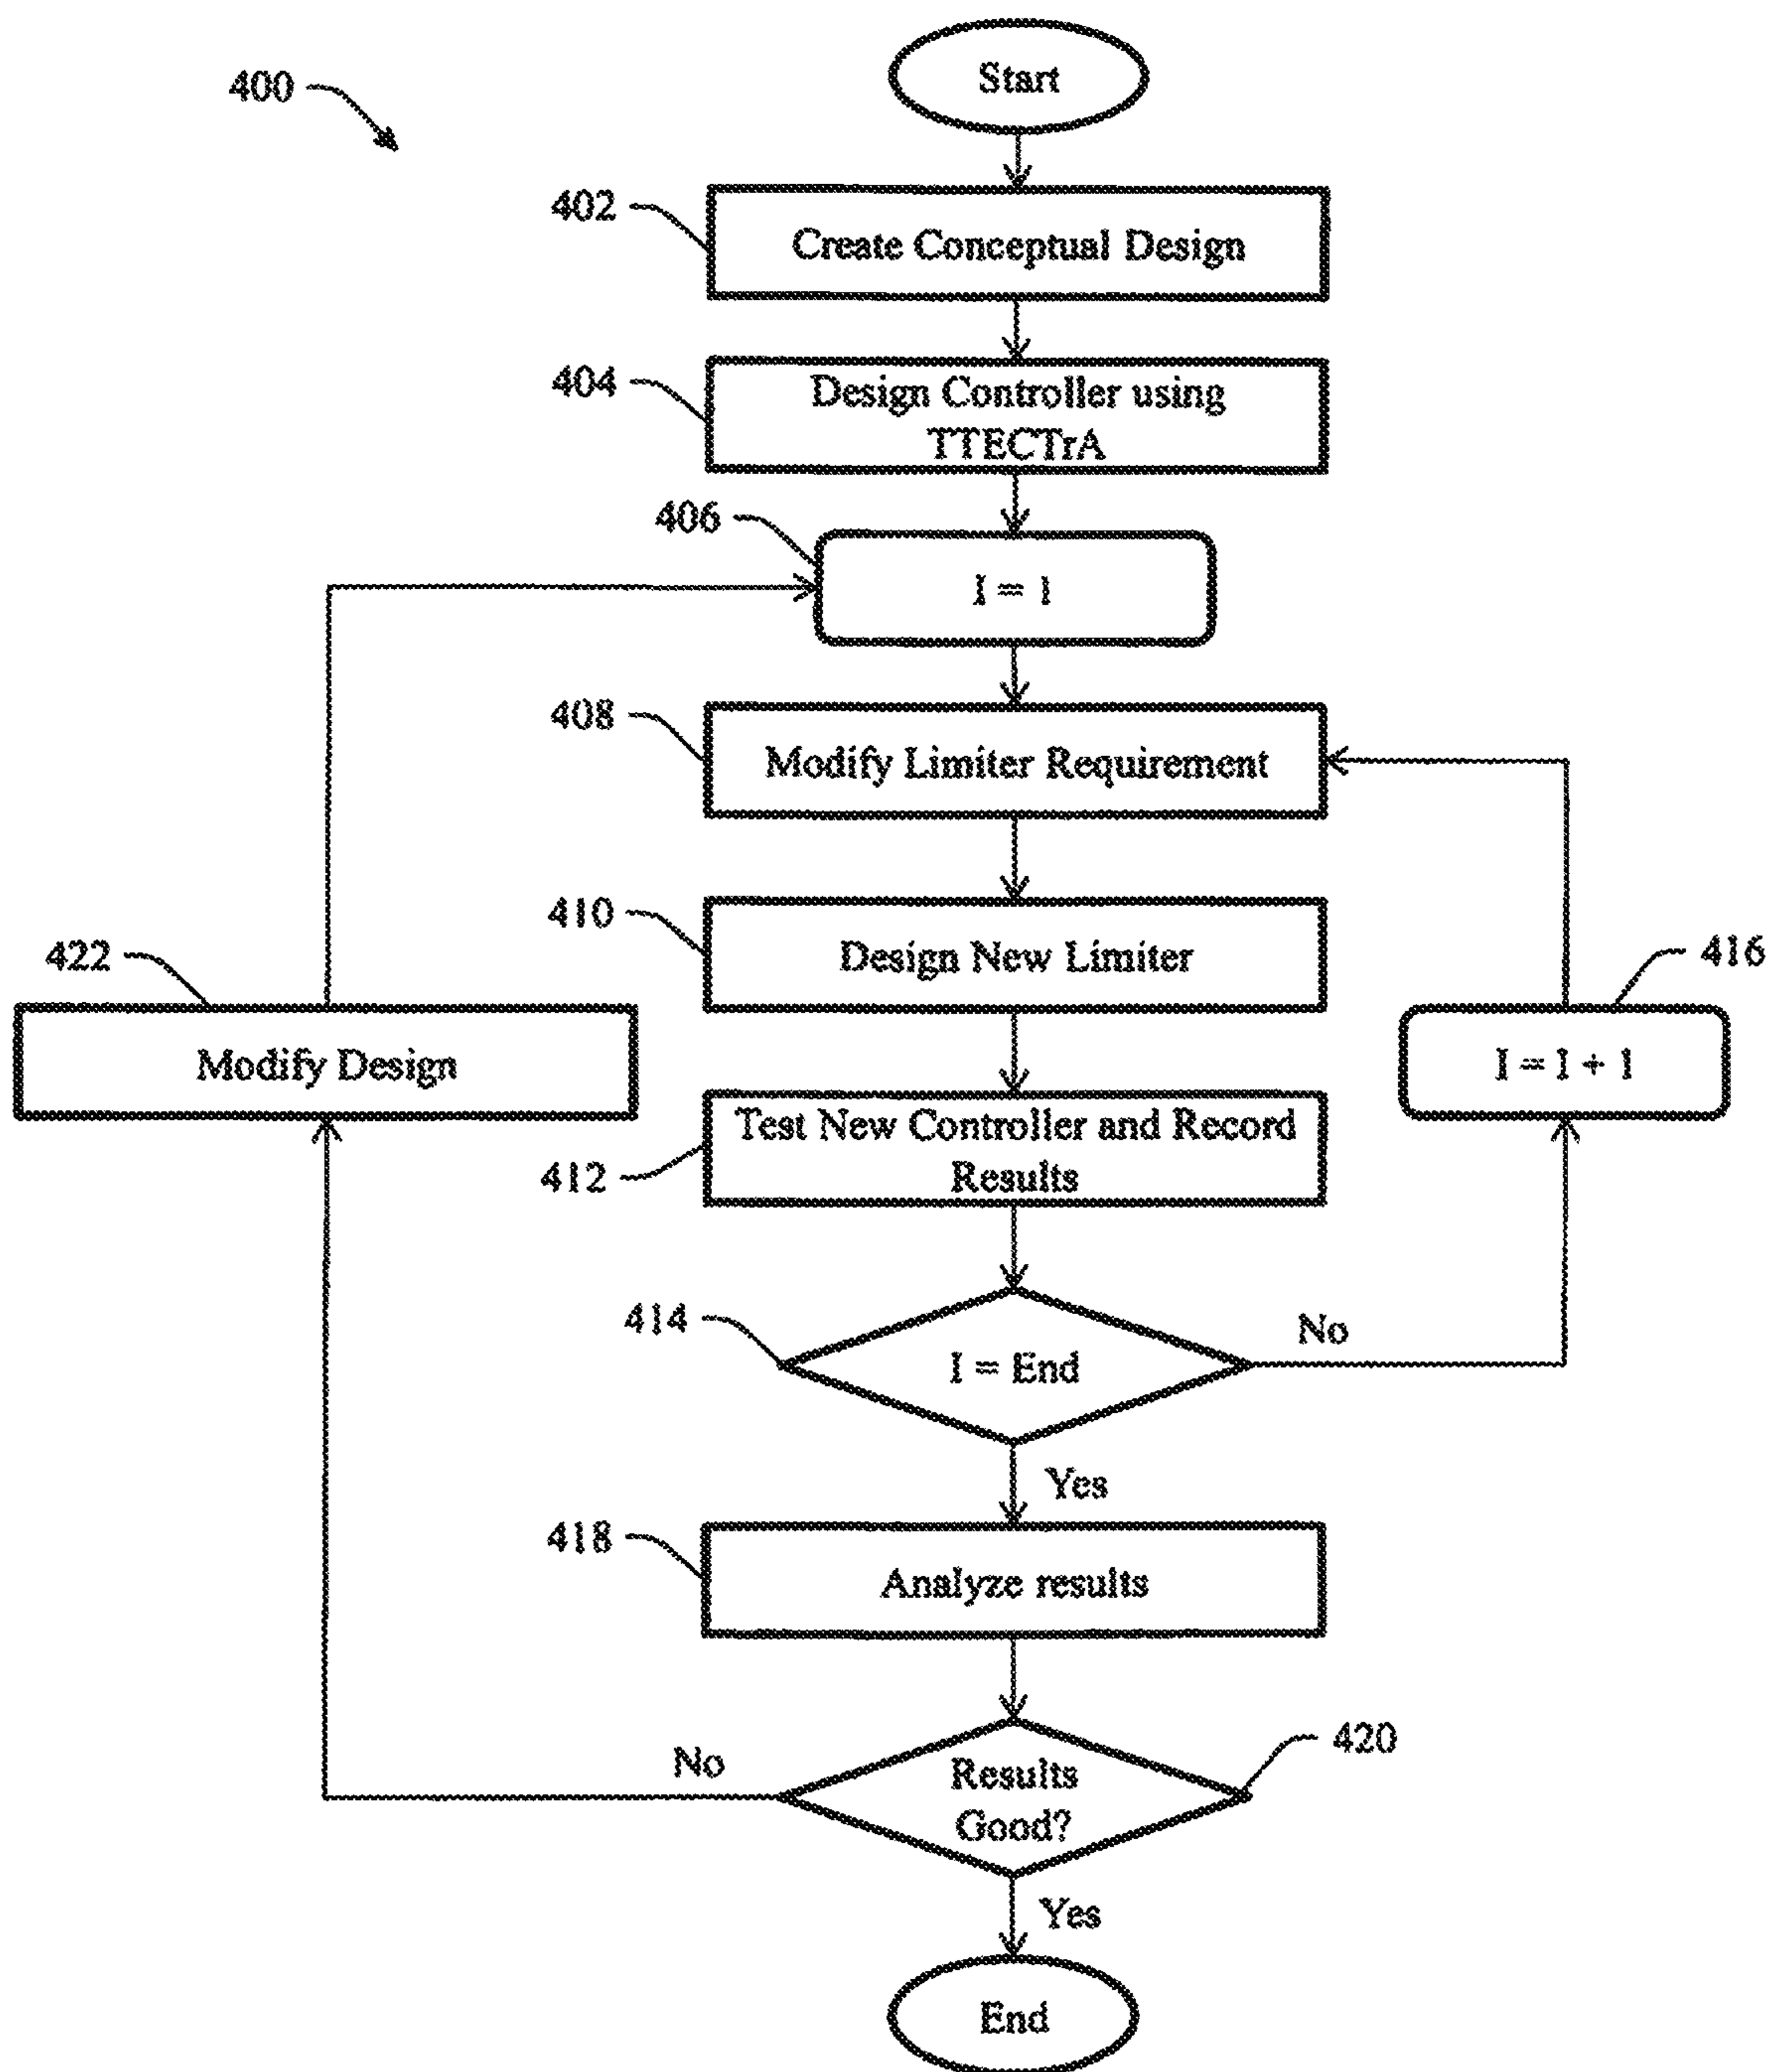 400
Start
402
Create Conceptual Design
404
Design Controller using
TTECTrA
406
I = 1
408
Modify Limiter Requirement
410
Design New Limiter
422
Modify Design
416
I = I + 1
412
Test New Controller and Record
Results
414
I = End
No
Yes
418
Analyze results
420
Results
Good?
No
Yes
End